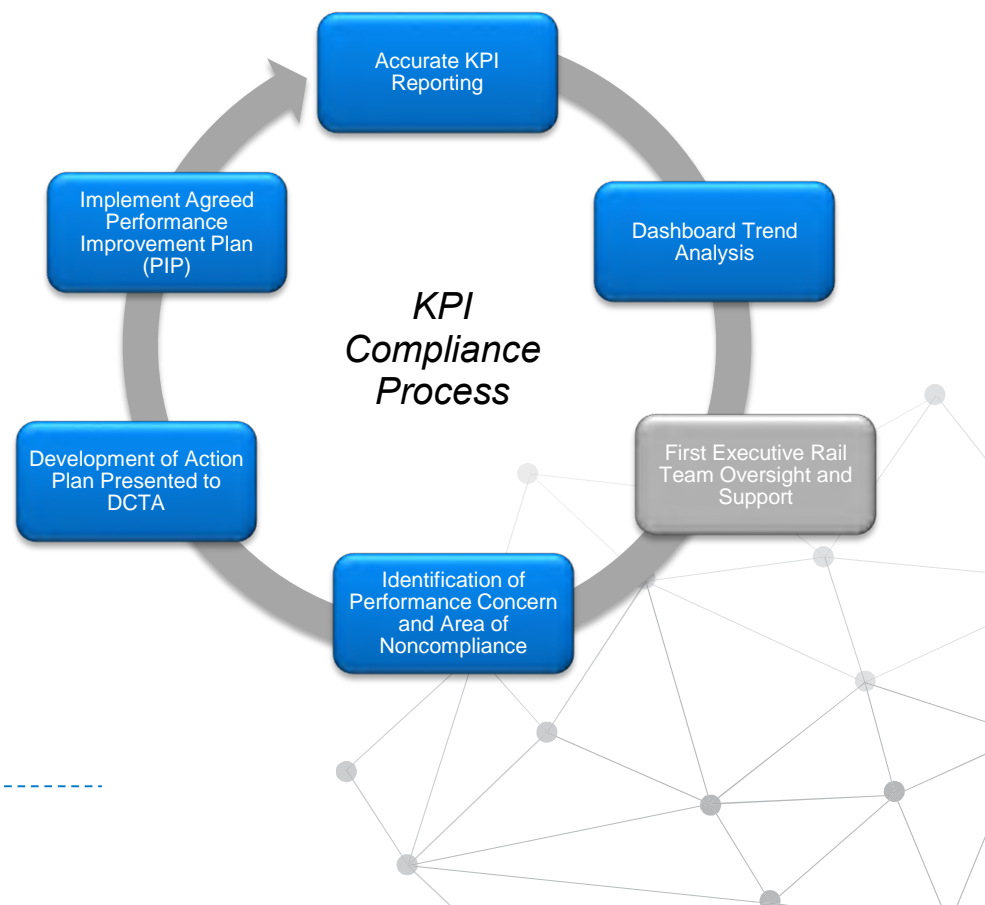 Accurate KPI
Reporting
Dashboard Trend
Analysis
First Executive Rail
Team Oversight and
Support
Identification of
Performance Concern
and Area of
Noncompliance
Development of Action
Plan Presented to
DCTA
Implement Agreed
Performance
Improvement Plan
(PIP)
KPI
Compliance
Process